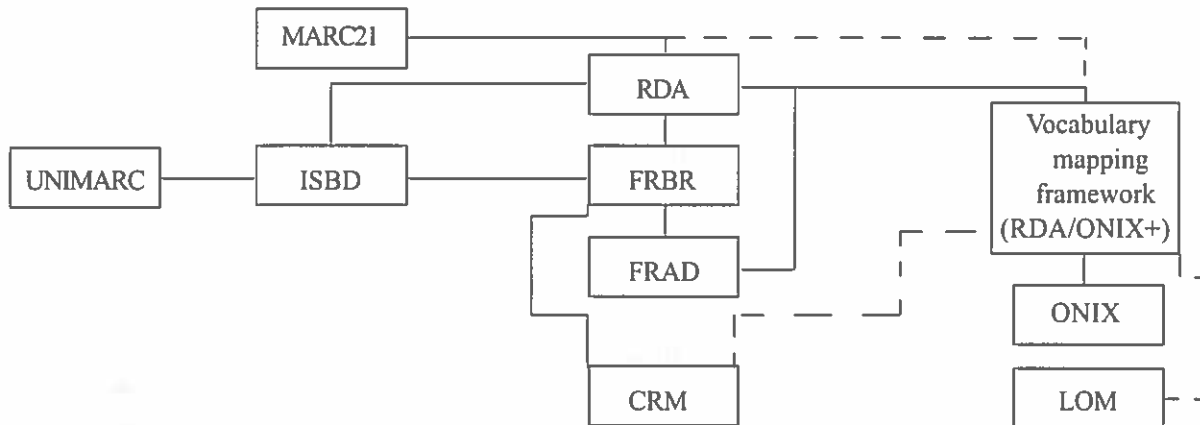 MARC21
RDA
Vocabulary
mapping
framework
(RDA/ONIX+)
UNIMARC
ISBD
FRBR
FRAD
ONIX
CRM
LOM